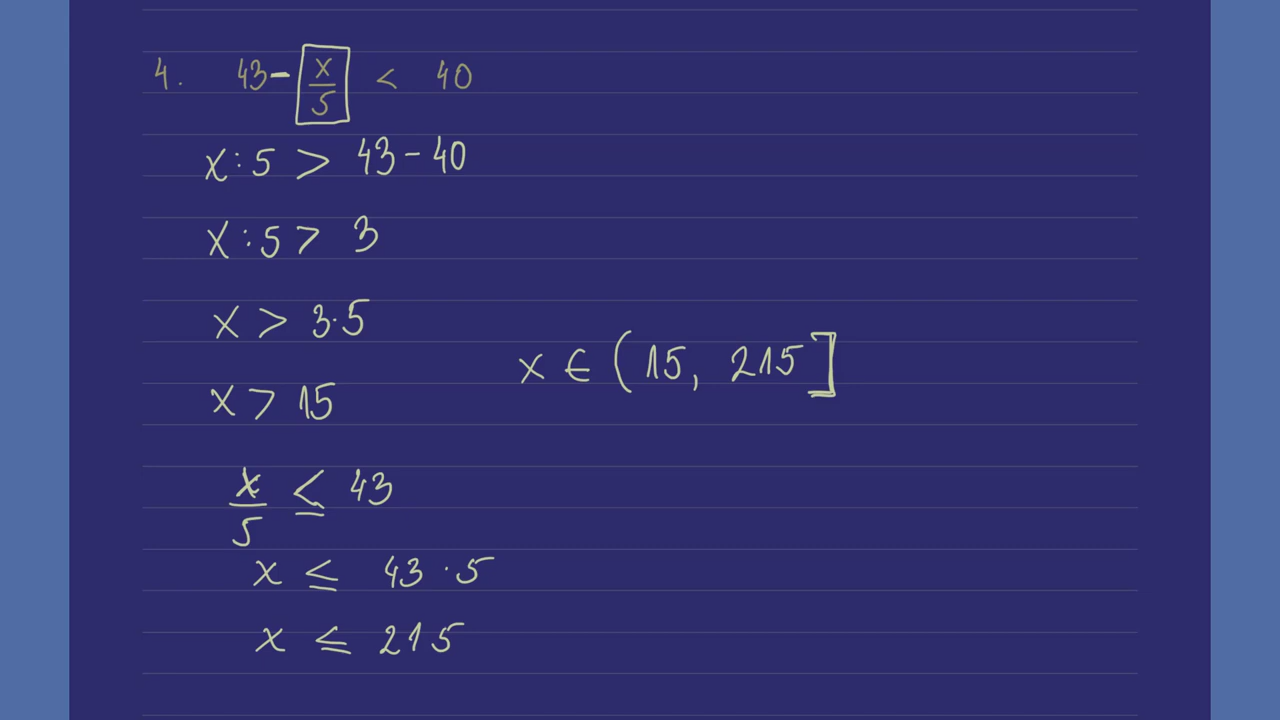 4. 43 - x/5 < 40
x : 5 > 43 - 40
x : 5 > 3
x > 3·5
x > 15
x ∈ (15, 215]
x/5 ≤ 43
x ≤ 43 · 5
x ≤ 215